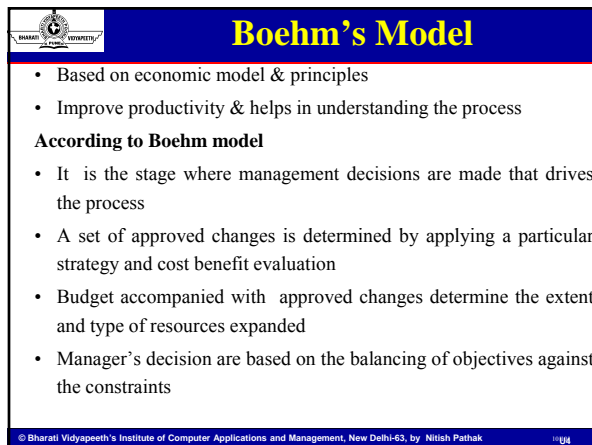 BHARATI VIDYAPEETH
PUNE
Boehm's Model
• Based on economic model & principles
• Improve productivity & helps in understanding the process
According to Boehm model
• It is the stage where management decisions are made that drives
the process
• A set of approved changes is determined by applying a particular
strategy and cost benefit evaluation
• Budget accompanied with approved changes determine the extent
and type of resources expanded
• Manager's decision are based on the balancing of objectives against
the constraints
© Bharati Vidyapeeth's Institute of Computer Applications and Management, New Delhi-63, by Nitish Pathak